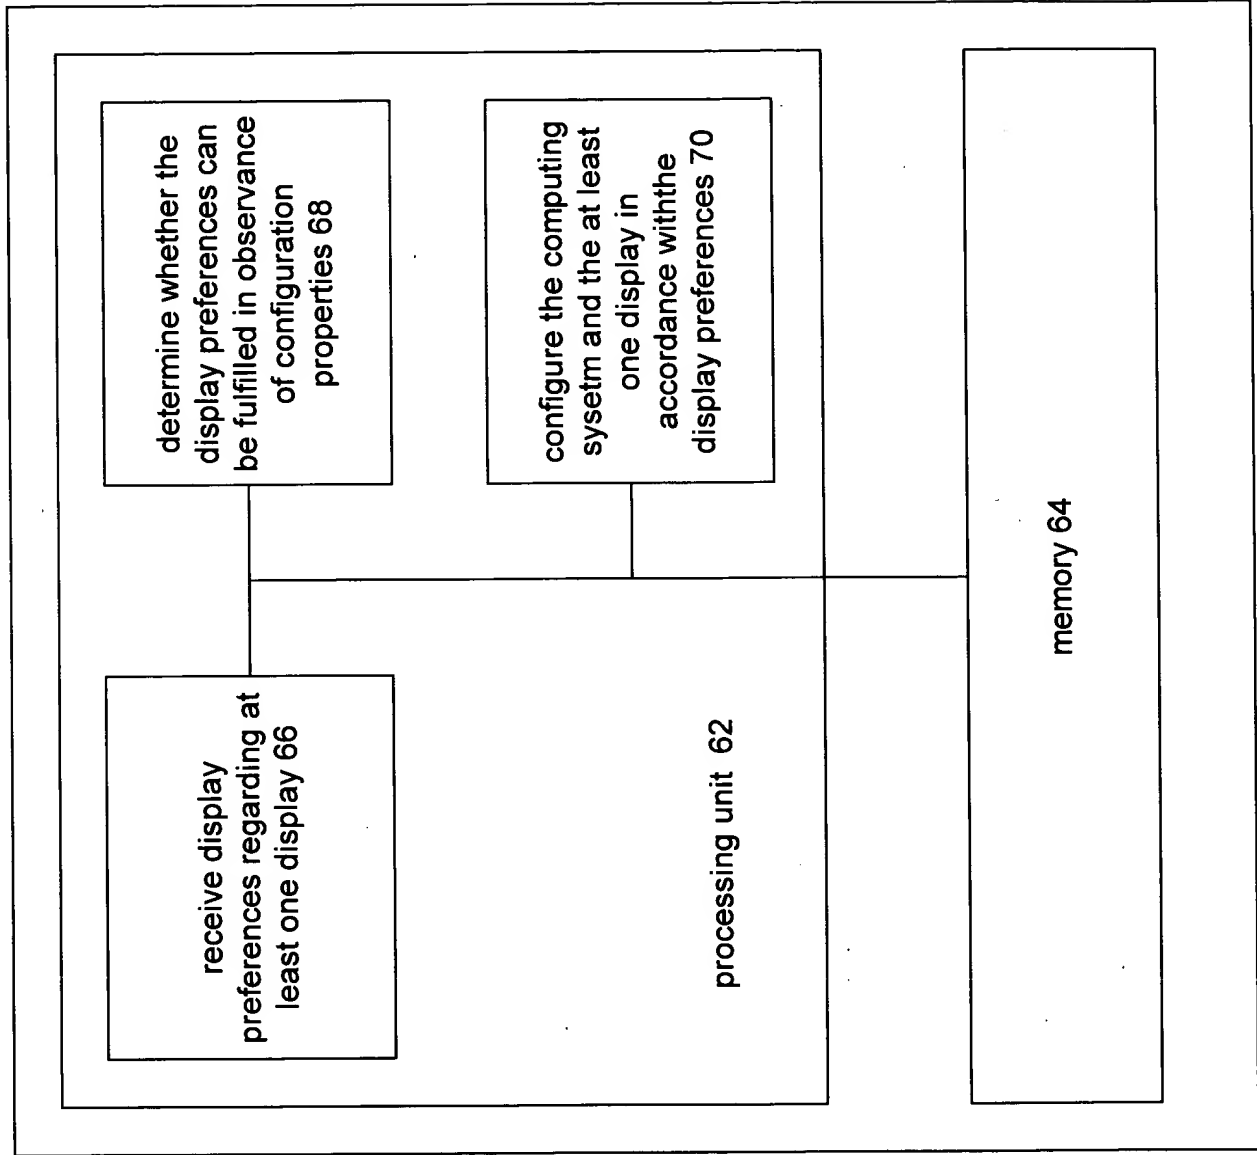 receive display
preferences regarding at
least one display 66
determine whether the
display preferences can
be fulfilled in observance
of configuration
properties 68
configure the computing
sysetm and the at least
one display in
accordance withthe
display preferences 70
processing unit 62
memory 64